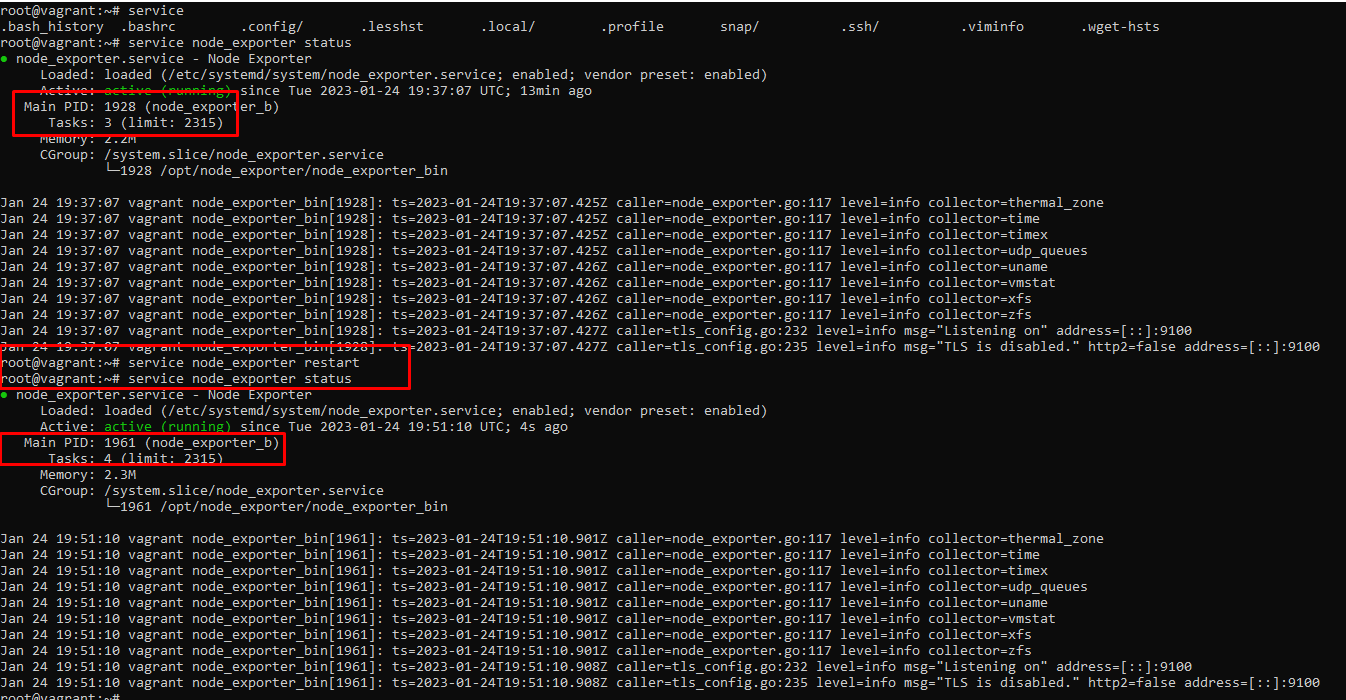 root@vagrant:~# service
.bash_history  .bashrc        .config/       .lesshst       .local/        .profile       snap/          .ssh/          .viminfo       .wget-hsts
root@vagrant:~# service node_exporter status
● node_exporter.service - Node Exporter
     Loaded: loaded (/etc/systemd/system/node_exporter.service; enabled; vendor preset: enabled)
     Active: active (running) since Tue 2023-01-24 19:37:07 UTC; 13min ago
   Main PID: 1928 (node_exporter_b)
      Tasks: 3 (limit: 2315)
     Memory: 2.2M
     CGroup: /system.slice/node_exporter.service
             └─1928 /opt/node_exporter/node_exporter_bin

Jan 24 19:37:07 vagrant node_exporter_bin[1928]: ts=2023-01-24T19:37:07.425Z caller=node_exporter.go:117 level=info collector=thermal_zone
Jan 24 19:37:07 vagrant node_exporter_bin[1928]: ts=2023-01-24T19:37:07.425Z caller=node_exporter.go:117 level=info collector=time
Jan 24 19:37:07 vagrant node_exporter_bin[1928]: ts=2023-01-24T19:37:07.425Z caller=node_exporter.go:117 level=info collector=timex
Jan 24 19:37:07 vagrant node_exporter_bin[1928]: ts=2023-01-24T19:37:07.425Z caller=node_exporter.go:117 level=info collector=udp_queues
Jan 24 19:37:07 vagrant node_exporter_bin[1928]: ts=2023-01-24T19:37:07.426Z caller=node_exporter.go:117 level=info collector=uname
Jan 24 19:37:07 vagrant node_exporter_bin[1928]: ts=2023-01-24T19:37:07.426Z caller=node_exporter.go:117 level=info collector=vmstat
Jan 24 19:37:07 vagrant node_exporter_bin[1928]: ts=2023-01-24T19:37:07.426Z caller=node_exporter.go:117 level=info collector=xfs
Jan 24 19:37:07 vagrant node_exporter_bin[1928]: ts=2023-01-24T19:37:07.426Z caller=node_exporter.go:117 level=info collector=zfs
Jan 24 19:37:07 vagrant node_exporter_bin[1928]: ts=2023-01-24T19:37:07.427Z caller=tls_config.go:232 level=info msg="Listening on" address=[::]:9100
Jan 24 19:37:07 vagrant node_exporter_bin[1928]: ts=2023-01-24T19:37:07.427Z caller=tls_config.go:235 level=info msg="TLS is disabled." http2=false address=[::]:9100
root@vagrant:~# service node_exporter restart
root@vagrant:~# service node_exporter status
● node_exporter.service - Node Exporter
     Loaded: loaded (/etc/systemd/system/node_exporter.service; enabled; vendor preset: enabled)
     Active: active (running) since Tue 2023-01-24 19:51:10 UTC; 4s ago
   Main PID: 1961 (node_exporter_b)
      Tasks: 4 (limit: 2315)
     Memory: 2.3M
     CGroup: /system.slice/node_exporter.service
             └─1961 /opt/node_exporter/node_exporter_bin

Jan 24 19:51:10 vagrant node_exporter_bin[1961]: ts=2023-01-24T19:51:10.901Z caller=node_exporter.go:117 level=info collector=thermal_zone
Jan 24 19:51:10 vagrant node_exporter_bin[1961]: ts=2023-01-24T19:51:10.901Z caller=node_exporter.go:117 level=info collector=time
Jan 24 19:51:10 vagrant node_exporter_bin[1961]: ts=2023-01-24T19:51:10.901Z caller=node_exporter.go:117 level=info collector=timex
Jan 24 19:51:10 vagrant node_exporter_bin[1961]: ts=2023-01-24T19:51:10.901Z caller=node_exporter.go:117 level=info collector=udp_queues
Jan 24 19:51:10 vagrant node_exporter_bin[1961]: ts=2023-01-24T19:51:10.901Z caller=node_exporter.go:117 level=info collector=uname
Jan 24 19:51:10 vagrant node_exporter_bin[1961]: ts=2023-01-24T19:51:10.901Z caller=node_exporter.go:117 level=info collector=vmstat
Jan 24 19:51:10 vagrant node_exporter_bin[1961]: ts=2023-01-24T19:51:10.901Z caller=node_exporter.go:117 level=info collector=xfs
Jan 24 19:51:10 vagrant node_exporter_bin[1961]: ts=2023-01-24T19:51:10.901Z caller=node_exporter.go:117 level=info collector=zfs
Jan 24 19:51:10 vagrant node_exporter_bin[1961]: ts=2023-01-24T19:51:10.908Z caller=tls_config.go:232 level=info msg="Listening on" address=[::]:9100
Jan 24 19:51:10 vagrant node_exporter_bin[1961]: ts=2023-01-24T19:51:10.908Z caller=tls_config.go:235 level=info msg="TLS is disabled." http2=false address=[::]:9100
root@vagrant:~#